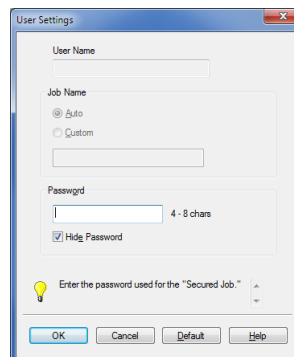 User Settings
User Name
Job Name
Auto
Custom
Password
4 - 8 chars
Hide Password
Enter the password used for the "Secured Job."
OK
Cancel
Default
Help